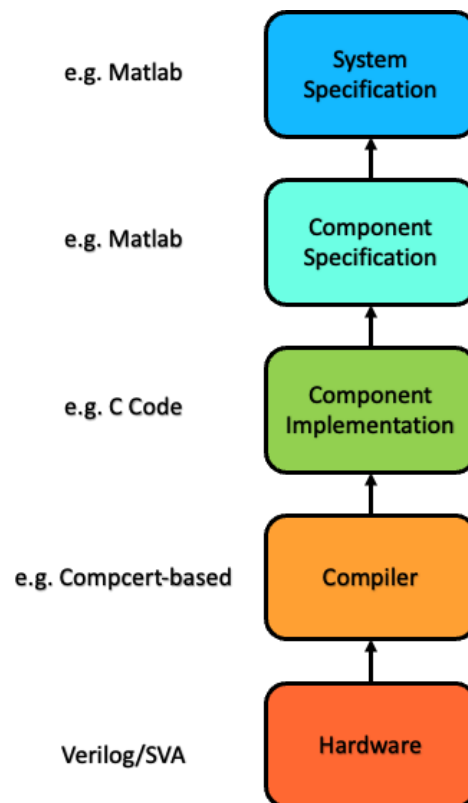 e.g. Matlab
System
Specification
e.g. Matlab
Component
Specification
e.g. C Code
Component
Implementation
e.g. Compcert-based
Compiler
Verilog/SVA
Hardware